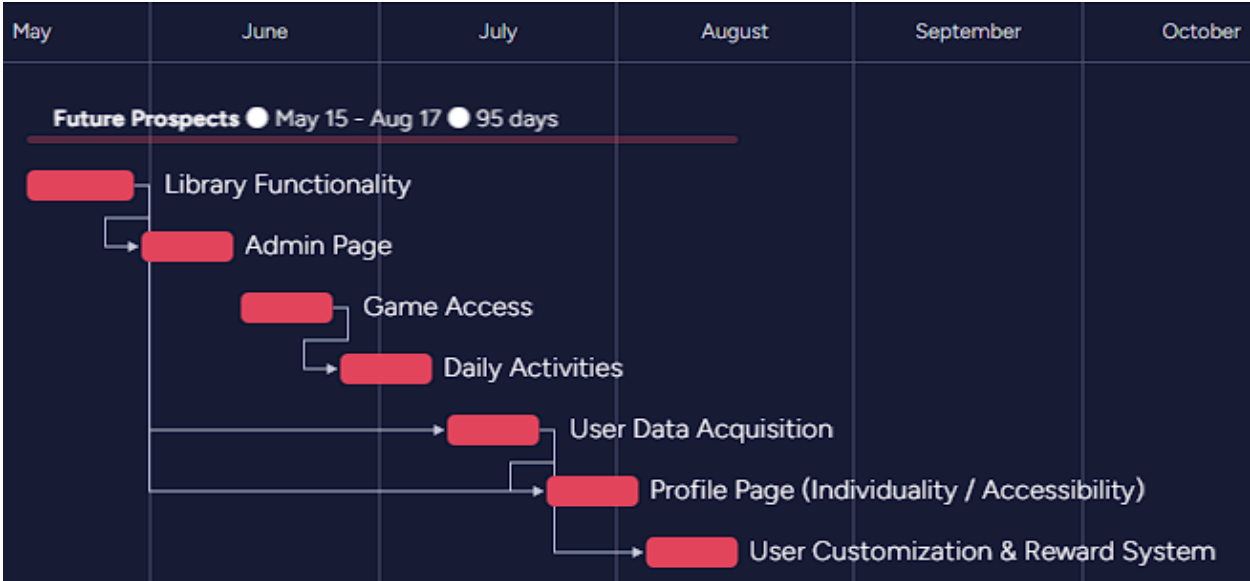 May June July August September October
Future Prospects ● May 15 - Aug 17 ● 95 days
Library Functionality
Admin Page
Game Access
Daily Activities
User Data Acquisition
Profile Page (Individuality / Accessibility)
User Customization & Reward System